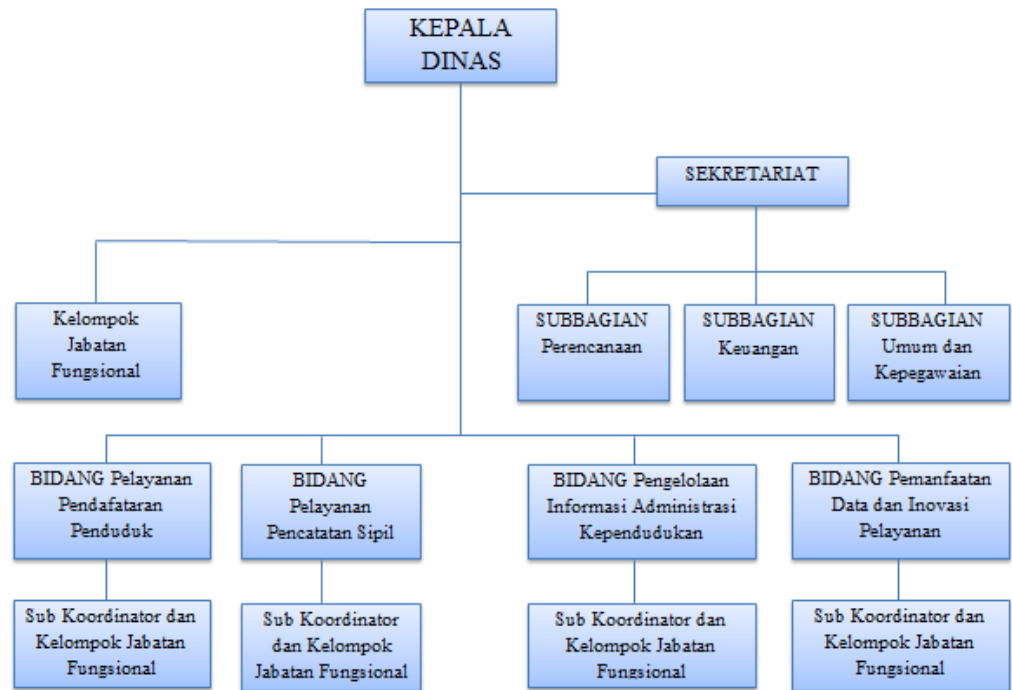 KEPALA
DINAS
SEKRETARIAT
Kelompok
Jabatan
Fungsional
SUBBAGIAN
Perencanaan
SUBBAGIAN
Keuangan
SUBBAGIAN
Umum dan
Kepegawaian
BIDANG Pelayanan
Pendafataran
Penduduk
BIDANG
Pelayanan
Pencatatan Sipil
BIDANG Pengelolaan
Informasi Administrasi
Kependudukan
BIDANG Pemanfaatan
Data dan Inovasi
Pelayanan
Sub Koordinator dan
Kelompok Jabatan
Fungsional
Sub Koordinator
dan Kelompok
Jabatan Fungsional
Sub Koordinator dan
Kelompok Jabatan
Fungsional
Sub Koordinator dan
Kelompok Jabatan
Fungsional